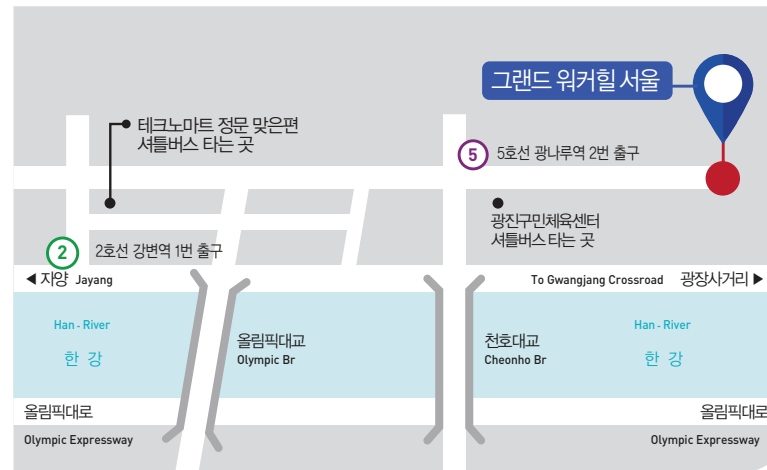 그랜드 워커힐 서울
테크노마트 정문 맞은편
셔틀버스 타는 곳
5
5호선 광나루역 2번 출구
광진구민체육센터
셔틀버스 타는 곳
2
2호선 강변역 1번 출구
◀ 자양 Jayang
To Gwangjang Crossroad 광장사거리 ▶
Han - River
한 강
올림픽대교
Olympic Br
천호대교
Cheonho Br
Han - River
한 강
올림픽대로
Olympic Expressway
올림픽대로
Olympic Expressway